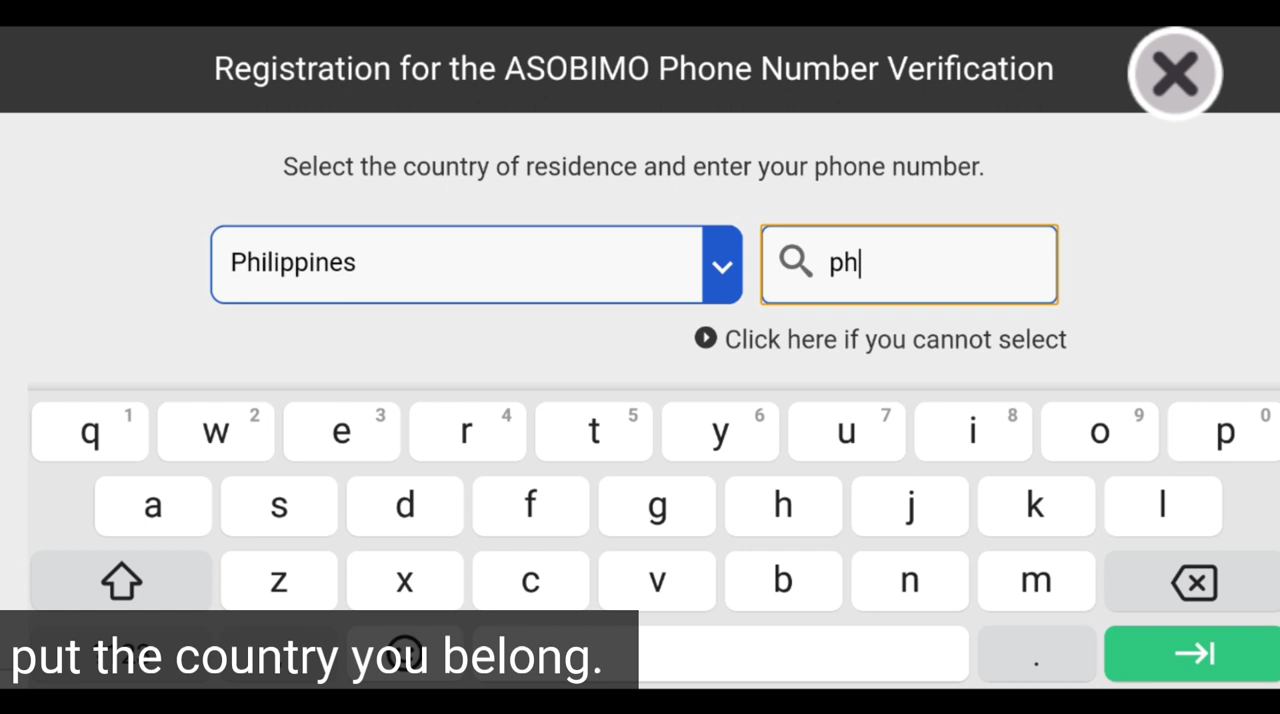 Registration for the ASOBIMO Phone Number Verification
Select the country of residence and enter your phone number.
Philippines
ph
Click here if you cannot select
q 1 w 2 e 3 r 4 t 5 y 6 u 7 i 8 o 9 p 0
a s d f g h j k l
z x c v b n m
.
put the country you belong.